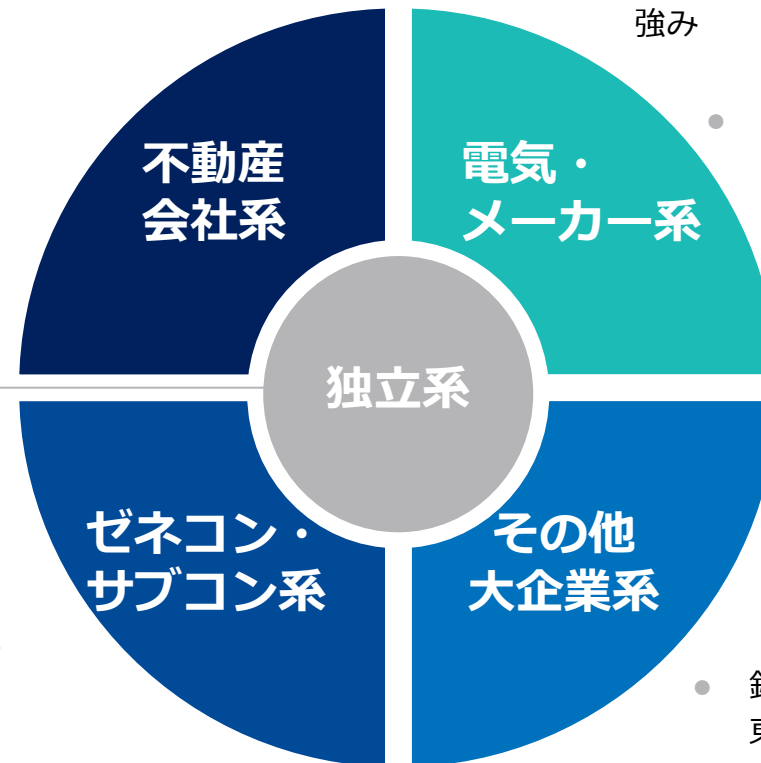 強み
不動産
会社系
電気・
メーカー系
独立系
ゼネコン・
サブコン系
その他
大企業系